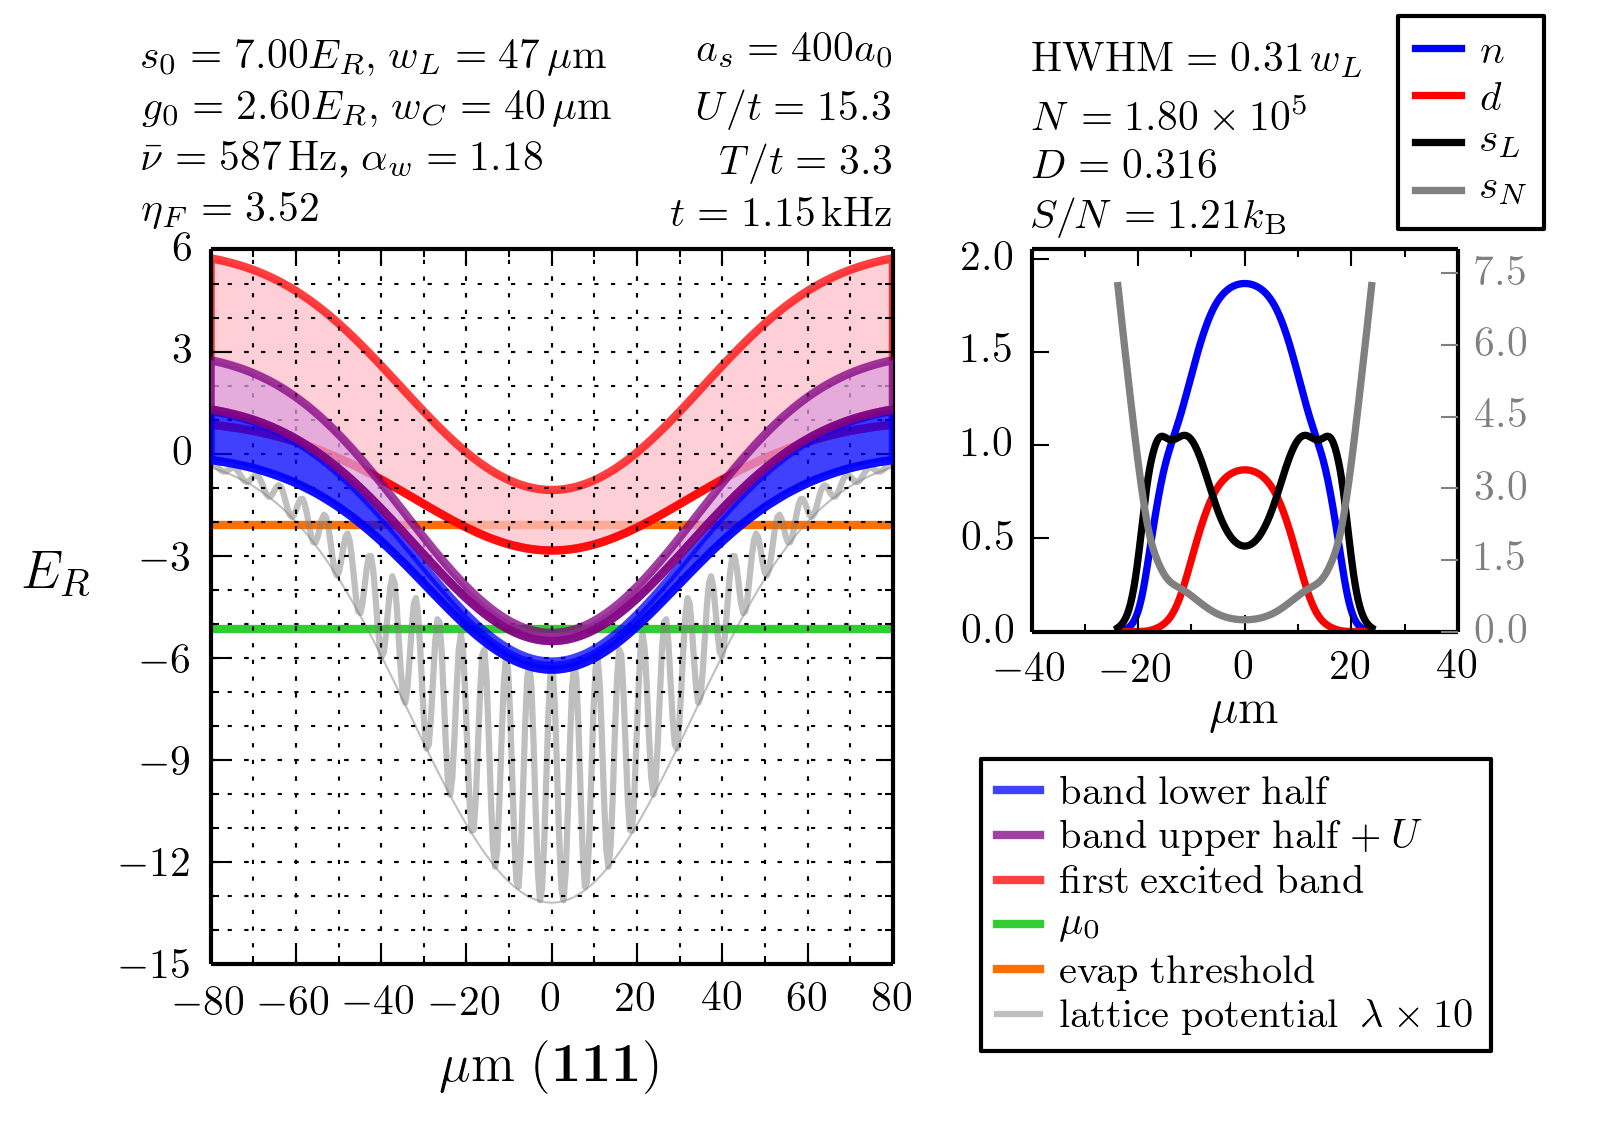 s₀ = 7.00E_R, w_L = 47 μm
g₀ = 2.60E_R, w_C = 40 μm
ν̄ = 587 Hz, α_w = 1.18
η_F = 3.52
a_s = 400a₀
U/t = 15.3
T/t = 3.3
t = 1.15 kHz
HWHM = 0.31 w_L
N = 1.80 × 10⁵
D = 0.316
S/N = 1.21k_B
n
d
s_L
s_N
E_R
6
3
0
−3
−6
−9
−12
−15
−80 −60 −40 −20 0 20 40 60 80
μm (111)
2.0
1.5
1.0
0.5
0.0
7.5
6.0
4.5
3.0
1.5
0.0
−40 −20 0 20 40
μm
band lower half
band upper half + U
first excited band
μ₀
evap threshold
lattice potential λ × 10